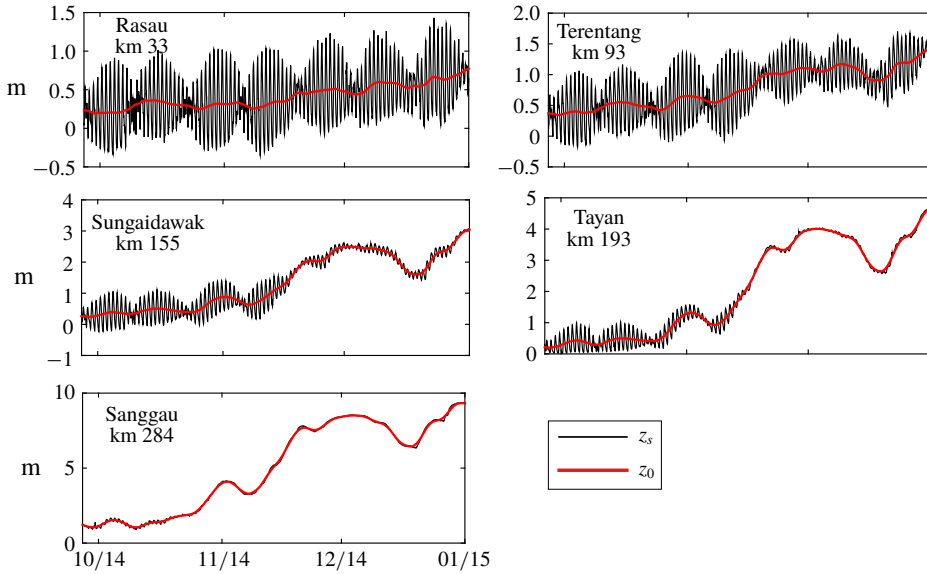 1.5
1.0
0.5
0
−0.5
m
Rasau
km 33
1.5
1.0
0.5
0
−0.5
Terentang
km 93
4
3
2
1
0
−1
m
Sungaidawak
km 155
5
4
3
2
1
0
Tayan
km 193
10
5
0
m
Sanggau
km 284
10/14
11/14
12/14
01/15
z_s
z_0